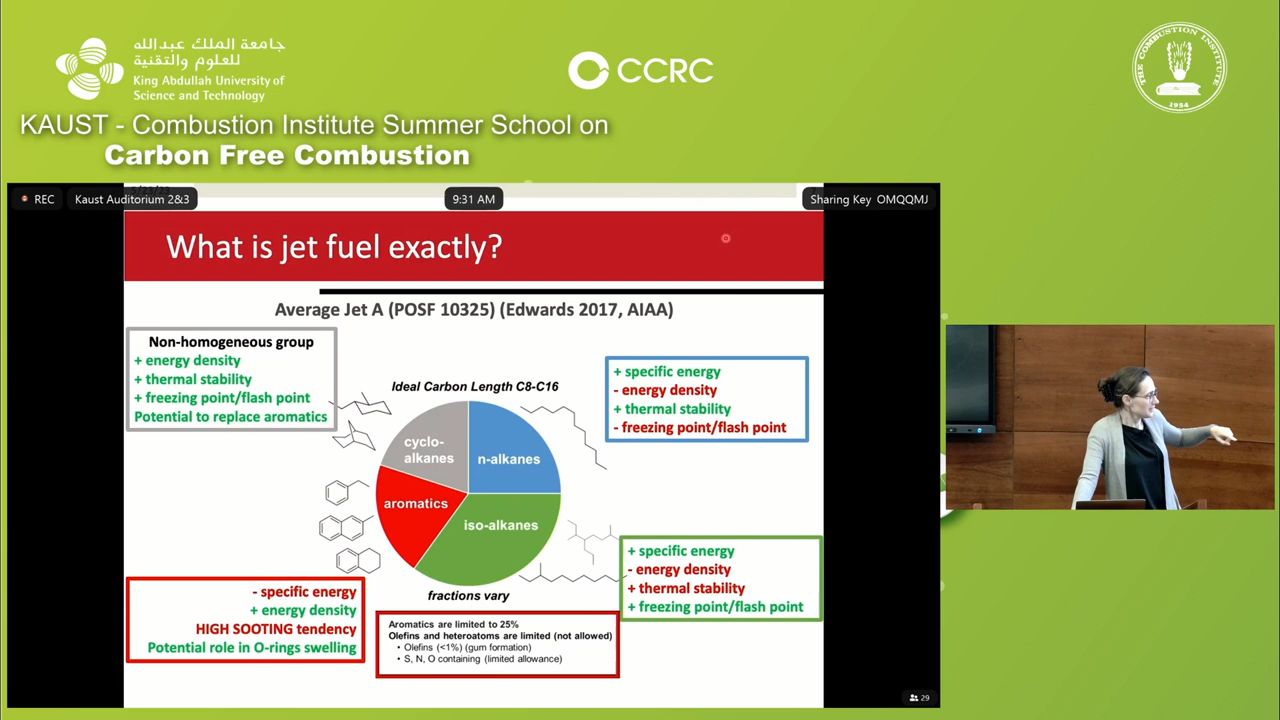 جامعة الملك عبدالله
للعلوم والتقنية
King Abdullah University of
Science and Technology
CCRC
THE COMBUSTION INSTITUTE
1954
KAUST - Combustion Institute Summer School on
Carbon Free Combustion
REC
Kaust Auditorium 2&3
9:31 AM
Sharing Key OMQQMJ
What is jet fuel exactly?
Average Jet A (POSF 10325) (Edwards 2017, AIAA)
Non-homogeneous group
+ energy density
+ thermal stability
+ freezing point/flash point
Potential to replace aromatics
Ideal Carbon Length C8-C16
+ specific energy
- energy density
+ thermal stability
- freezing point/flash point
cyclo-
alkanes
n-alkanes
aromatics
iso-alkanes
fractions vary
+ specific energy
- energy density
+ thermal stability
+ freezing point/flash point
- specific energy
+ energy density
HIGH SOOTING tendency
Potential role in O-rings swelling
Aromatics are limited to 25%
Olefins and heteroatoms are limited (not allowed)
• Olefins (<1%) (gum formation)
• S, N, O containing (limited allowance)
29